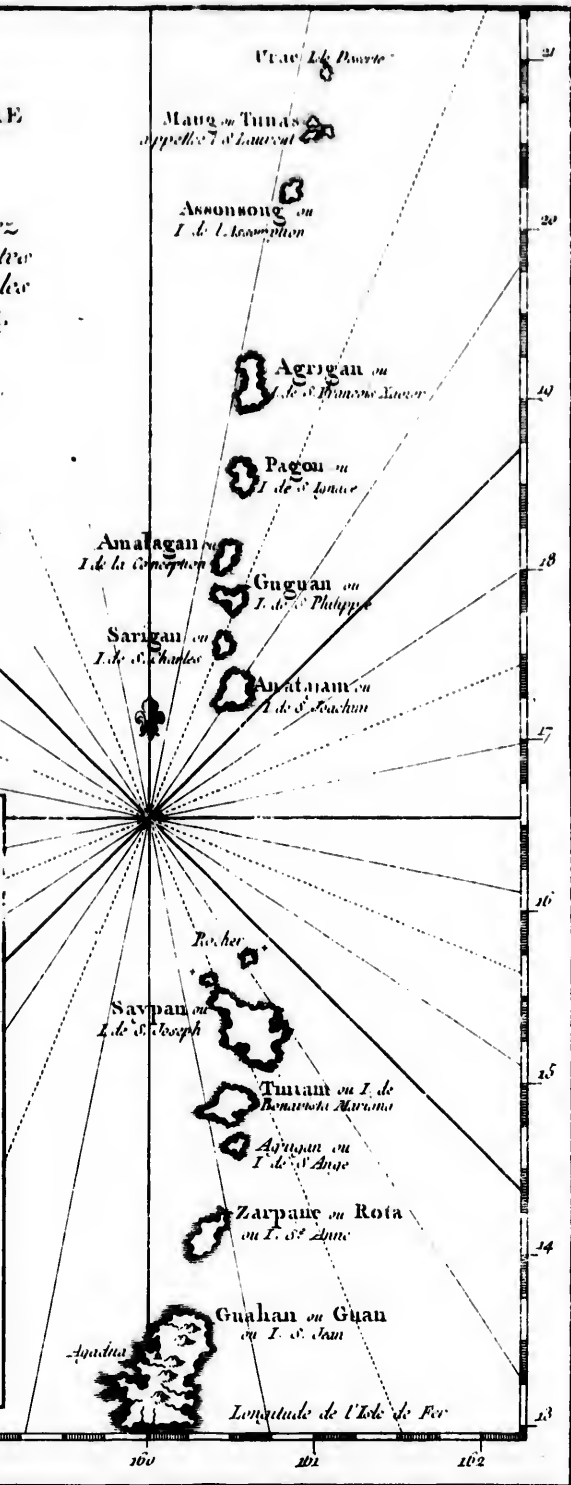 Urac Isle Deserte
21
Maug ou Tunas
appellée I. S. Laurent
Assonsong ou
I. de l'Assomption
20
Agrigan ou
I. de S. François Xavier
19
Pagon ou
I. de S. Ignace
Amalagan ou
I. de la Conception
18
Guguan ou
I. de S. Philippe
Sarigan ou
I. de S. Charles
Anatajam ou
I. de S. Joachim
17
16
Rocher
Saypan ou
I. de S. Joseph
15
Tiniam ou I. de
Bonavista Mariana
Agrigan ou
I. de S. Ange
Zarpane ou Rota
ou I. Ste. Anne
14
Guahan ou Guan
ou I. S. Jean
Agadna
Longitude de l'Isle de Fer
13
160
161
162